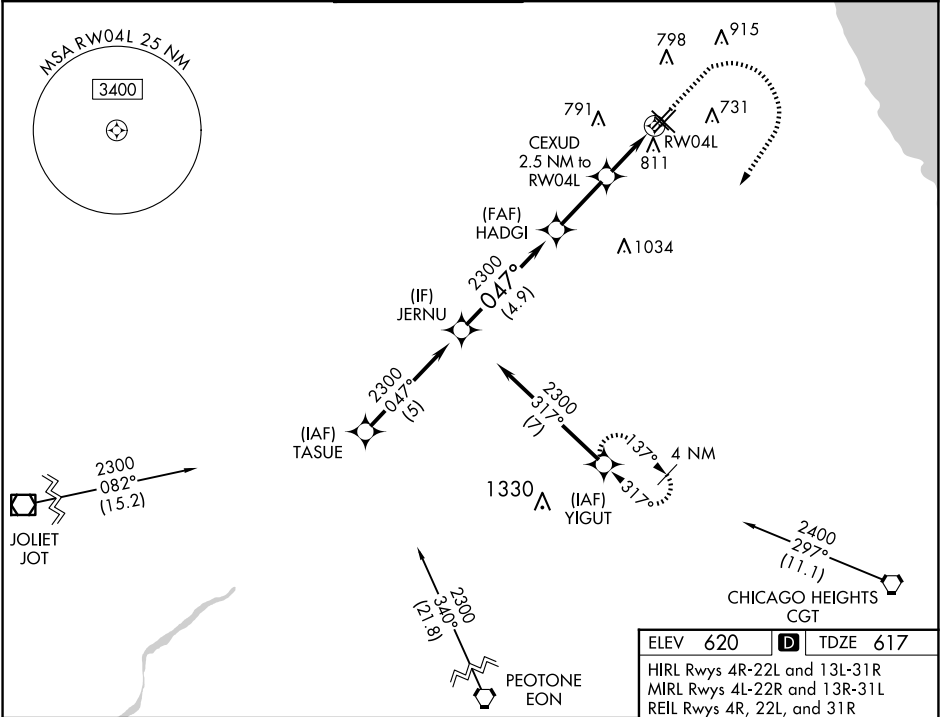 MSA RW04L 25 NM
3400
798
915
791
731
811
RW04L
CEXUD
2.5 NM to
RW04L
(FAF)
HADGI
1034
2300
047°
(4.9)
(IF)
JERNU
2300
047°
(5)
(IAF)
TASUE
2300
317°
(7)
137°
4 NM
317°
1330
(IAF)
YIGUT
2300
082°
(15.2)
JOLIET
JOT
2400
297°
(11.1)
CHICAGO HEIGHTS
CGT
2300
340°
(21.8)
PEOTONE
EON
ELEV 620 D TDZE 617
HIRL Rwys 4R-22L and 13L-31R
MIRL Rwys 4L-22R and 13R-31L
REIL Rwys 4R, 22L, and 31R